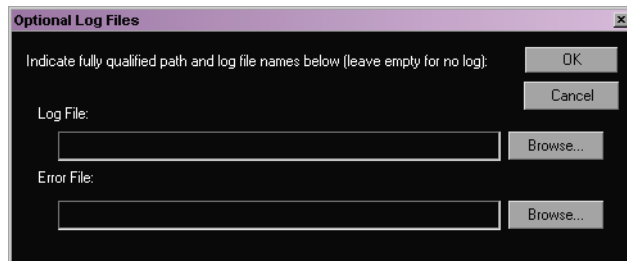 Optional Log Files
Indicate fully qualified path and log file names below (leave empty for no log):
OK
Cancel
Log File:
Browse...
Error File:
Browse...